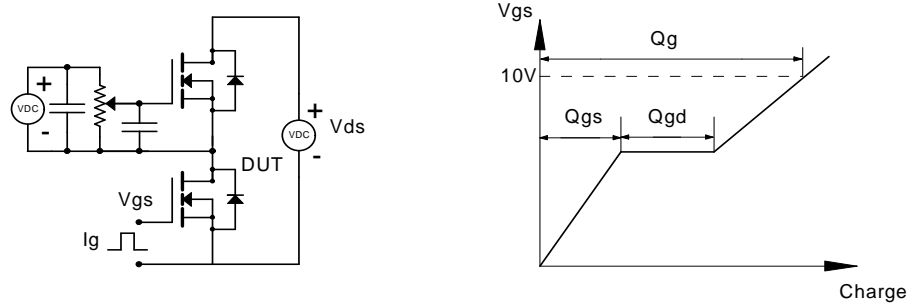 +
VDC
-
Vgs
Ig
DUT
+
VDC
-
Vds
Vgs
Qg
10V
Qgs
Qgd
Charge